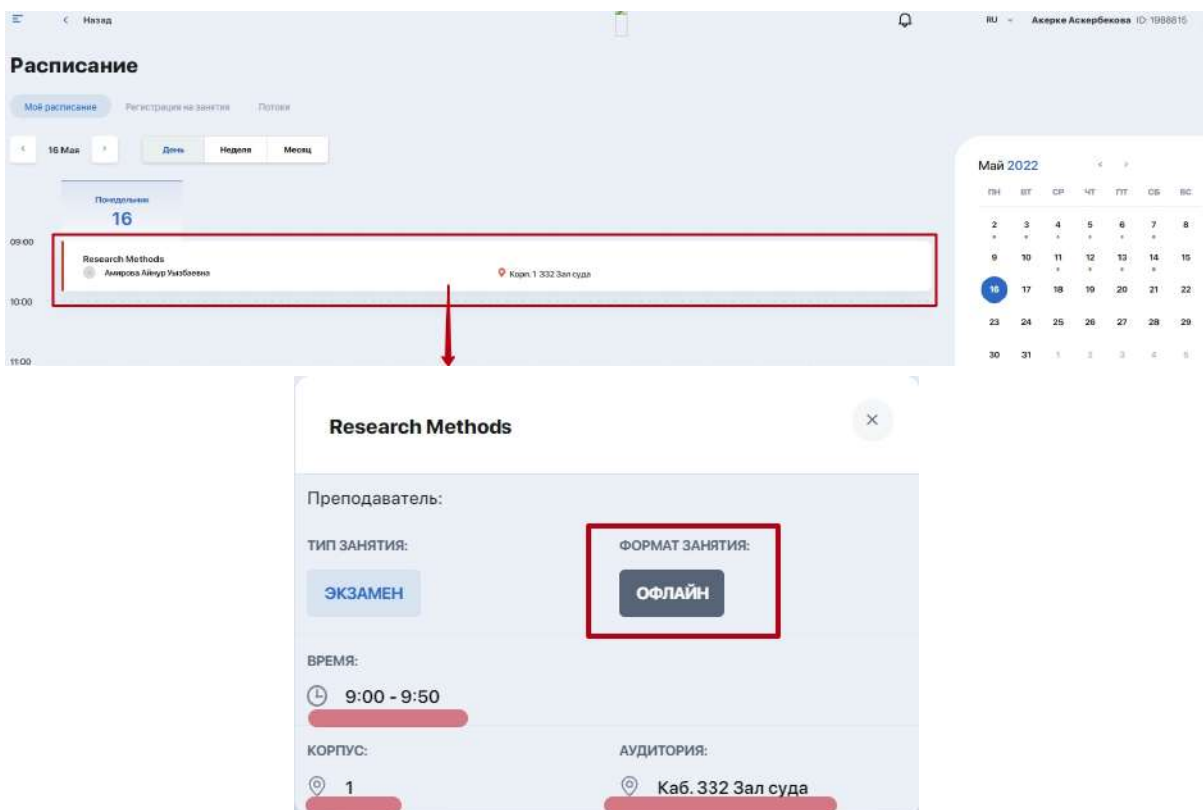 Назад
RU Акерке Аскербекова ID: 1988815
Расписание
Моё расписание Регистрация на занятия Потоки
16 Мая День Неделя Месяц
Май 2022
ПН ВТ СР ЧТ ПТ СБ ВС
Понедельник
16
2 3 4 5 6 7 8
09:00
Research Methods
Амирова Айнур Уызбаевна Корп. 1 332 Зал суда
9 10 11 12 13 14 15
16 17 18 19 20 21 22
10:00
23 24 25 26 27 28 29
30 31 1 2 3 4 5
11:00
Research Methods
Преподаватель:
ТИП ЗАНЯТИЯ: ФОРМАТ ЗАНЯТИЯ:
ЭКЗАМЕН ОФЛАЙН
ВРЕМЯ:
9:00 - 9:50
КОРПУС: АУДИТОРИЯ:
1 Каб. 332 Зал суда